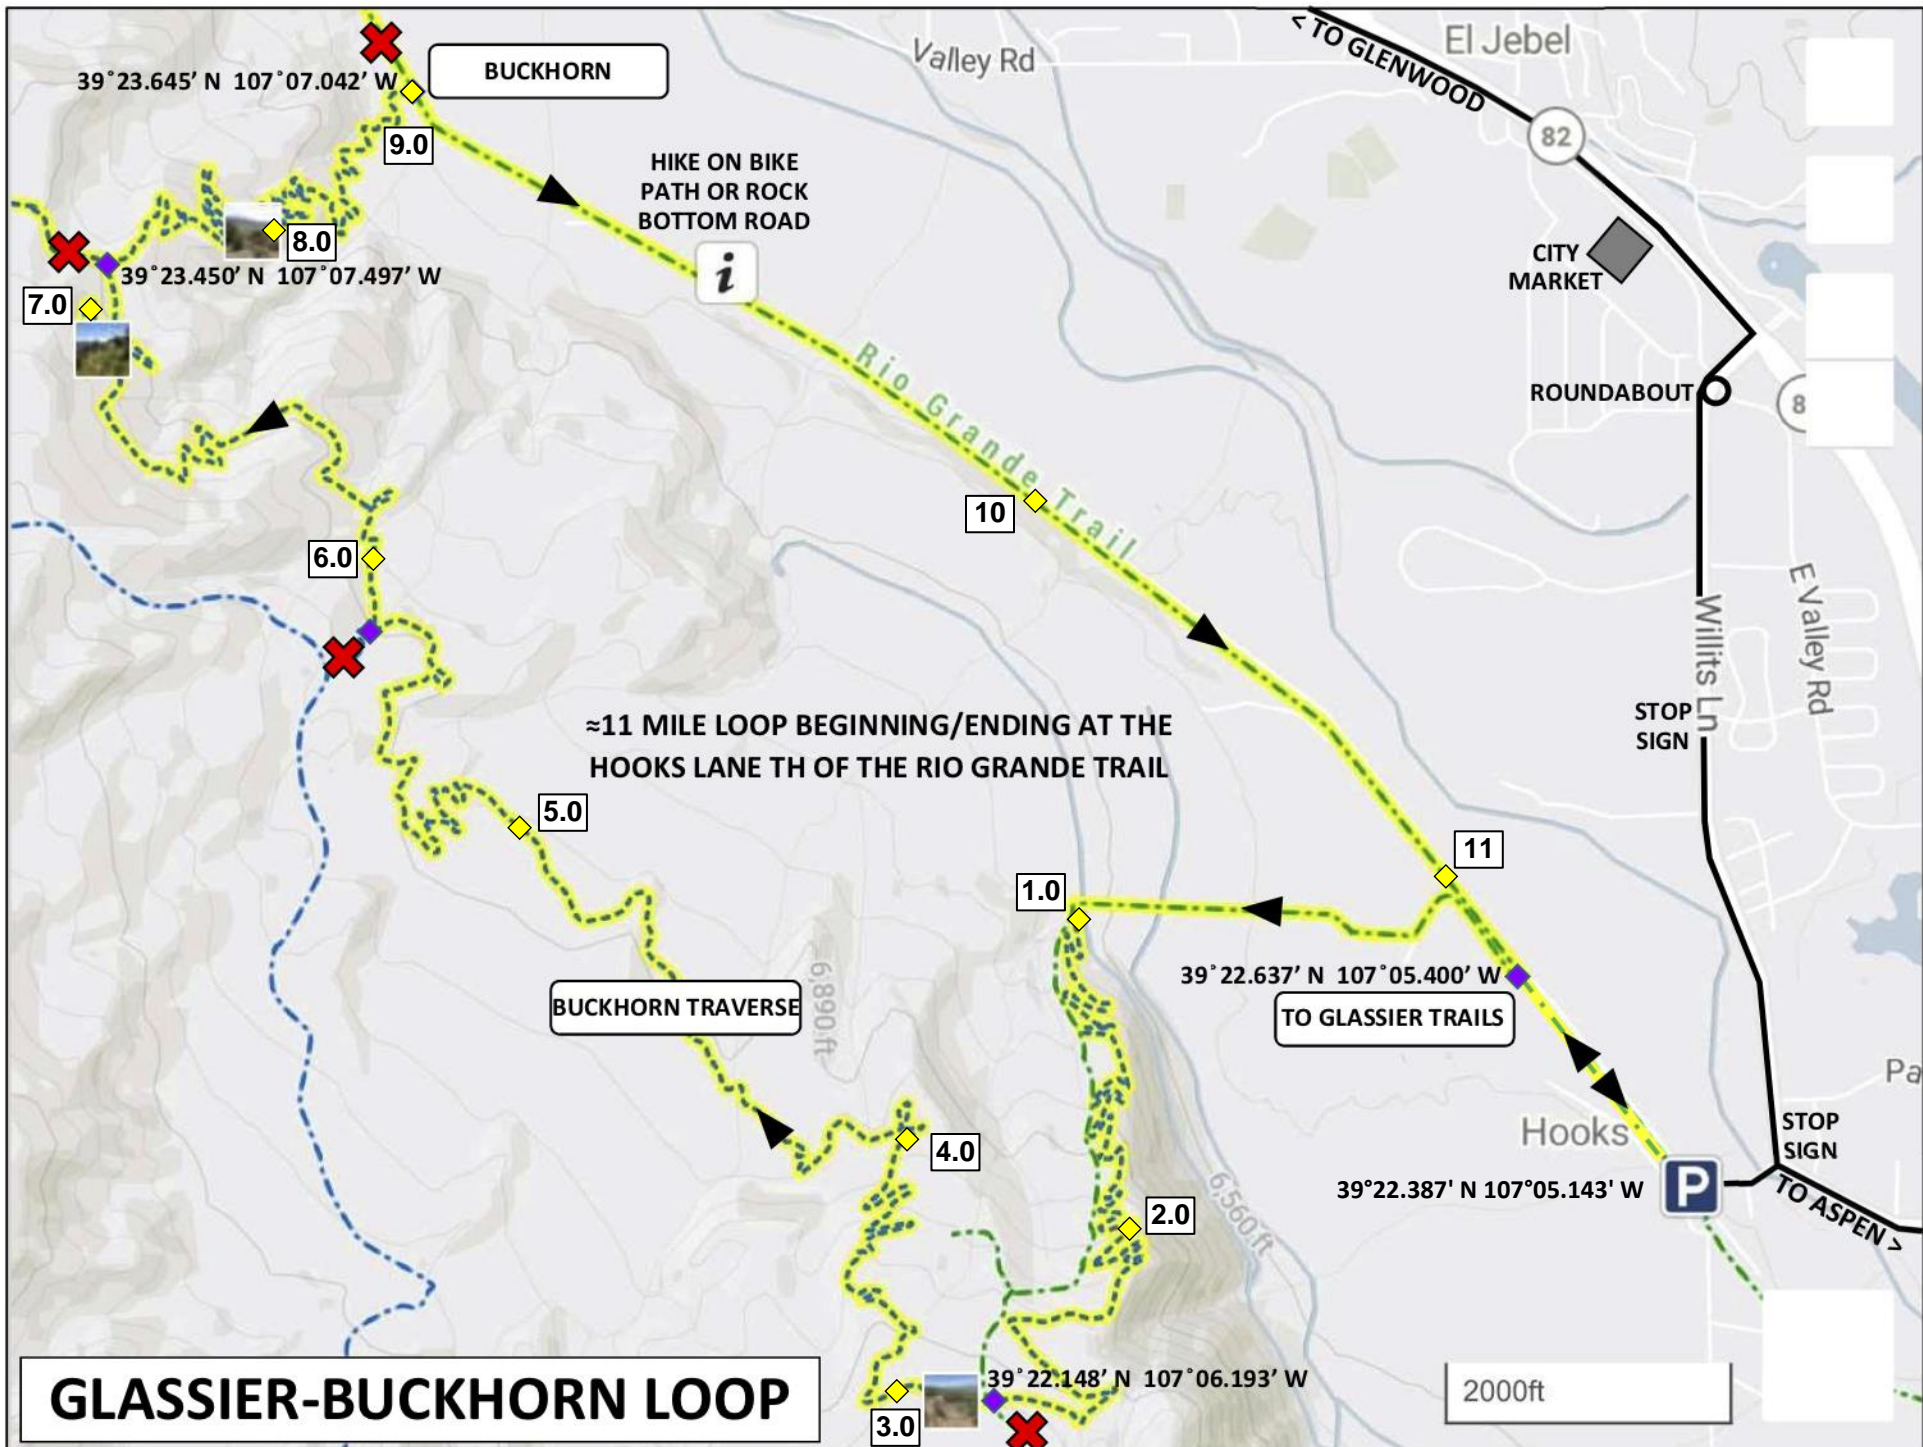 < TO GLENWOOD
El Jebel
Valley Rd
BUCKHORN
39°23.645' N 107°07.042' W
9.0
82
HIKE ON BIKE
PATH OR ROCK
BOTTOM ROAD
i
8.0
CITY
MARKET
39°23.450' N 107°07.497' W
7.0
ROUNDABOUT
8
Rio Grande Trail
10
6.0
E Valley Rd
Willits Ln
STOP
SIGN
≈11 MILE LOOP BEGINNING/ENDING AT THE
HOOKS LANE TH OF THE RIO GRANDE TRAIL
5.0
11
1.0
39°22.637' N 107°05.400' W
TO GLASSIER TRAILS
BUCKHORN TRAVERSE
6,890 ft
Pa
Hooks
STOP
SIGN
4.0
39°22.387' N 107°05.143' W
P
TO ASPEN >
2.0
6,560 ft
39°22.148' N 107°06.193' W
3.0
GLASSIER-BUCKHORN LOOP
2000ft